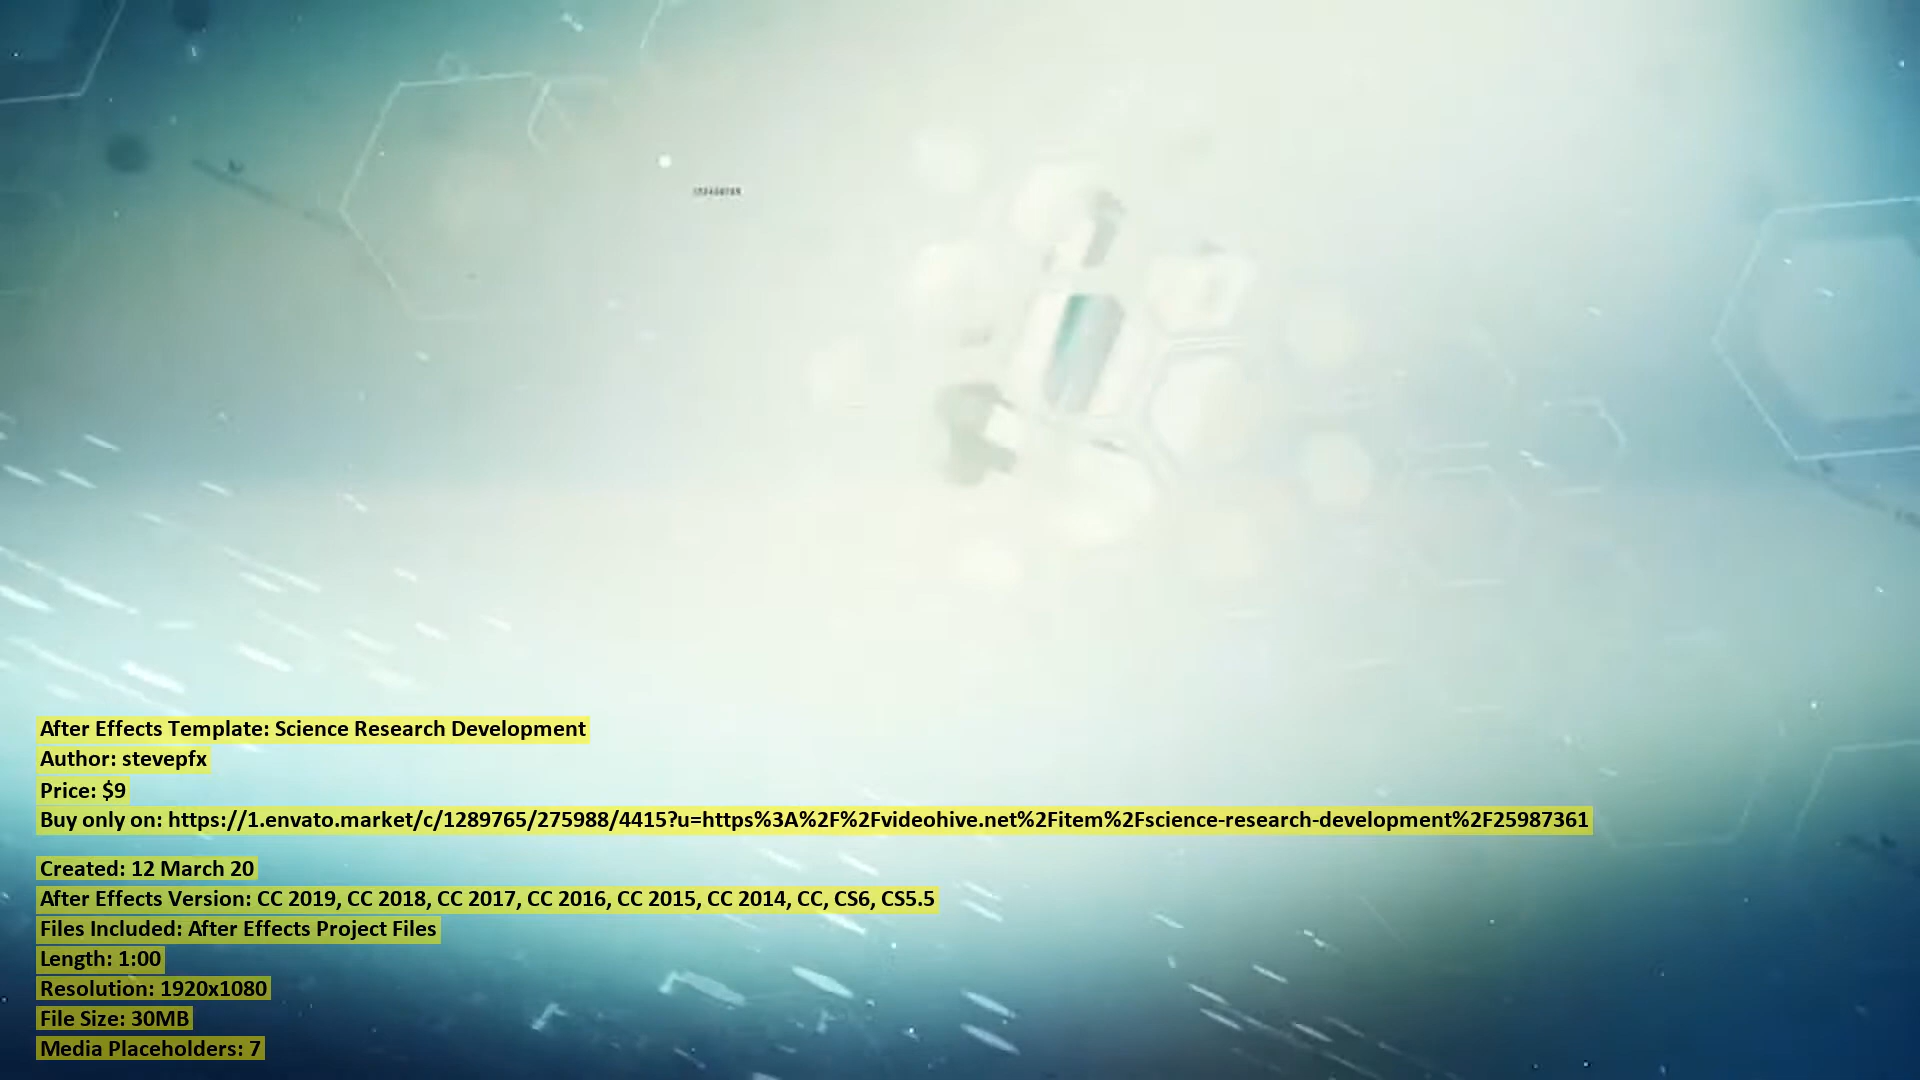 After Effects Template: Science Research Development
Author: stevepfx
Price: $9
Buy only on: https://1.envato.market/c/1289765/275988/4415?u=https%3A%2F%2Fvideohive.net%2Fitem%2Fscience-research-development%2F25987361
Created: 12 March 20
After Effects Version: CC 2019, CC 2018, CC 2017, CC 2016, CC 2015, CC 2014, CC, CS6, CS5.5
Files Included: After Effects Project Files
Length: 1:00
Resolution: 1920x1080
File Size: 30MB
Media Placeholders: 7